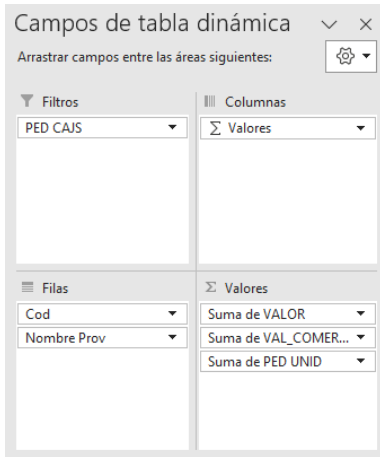 Campos de tabla dinámica
Arrastrar campos entre las áreas siguientes:
Filtros
PED CAJS
Columnas
Σ Valores
Filas
Cod
Nombre Prov
Σ Valores
Suma de VALOR
Suma de VAL_COMER...
Suma de PED UNID